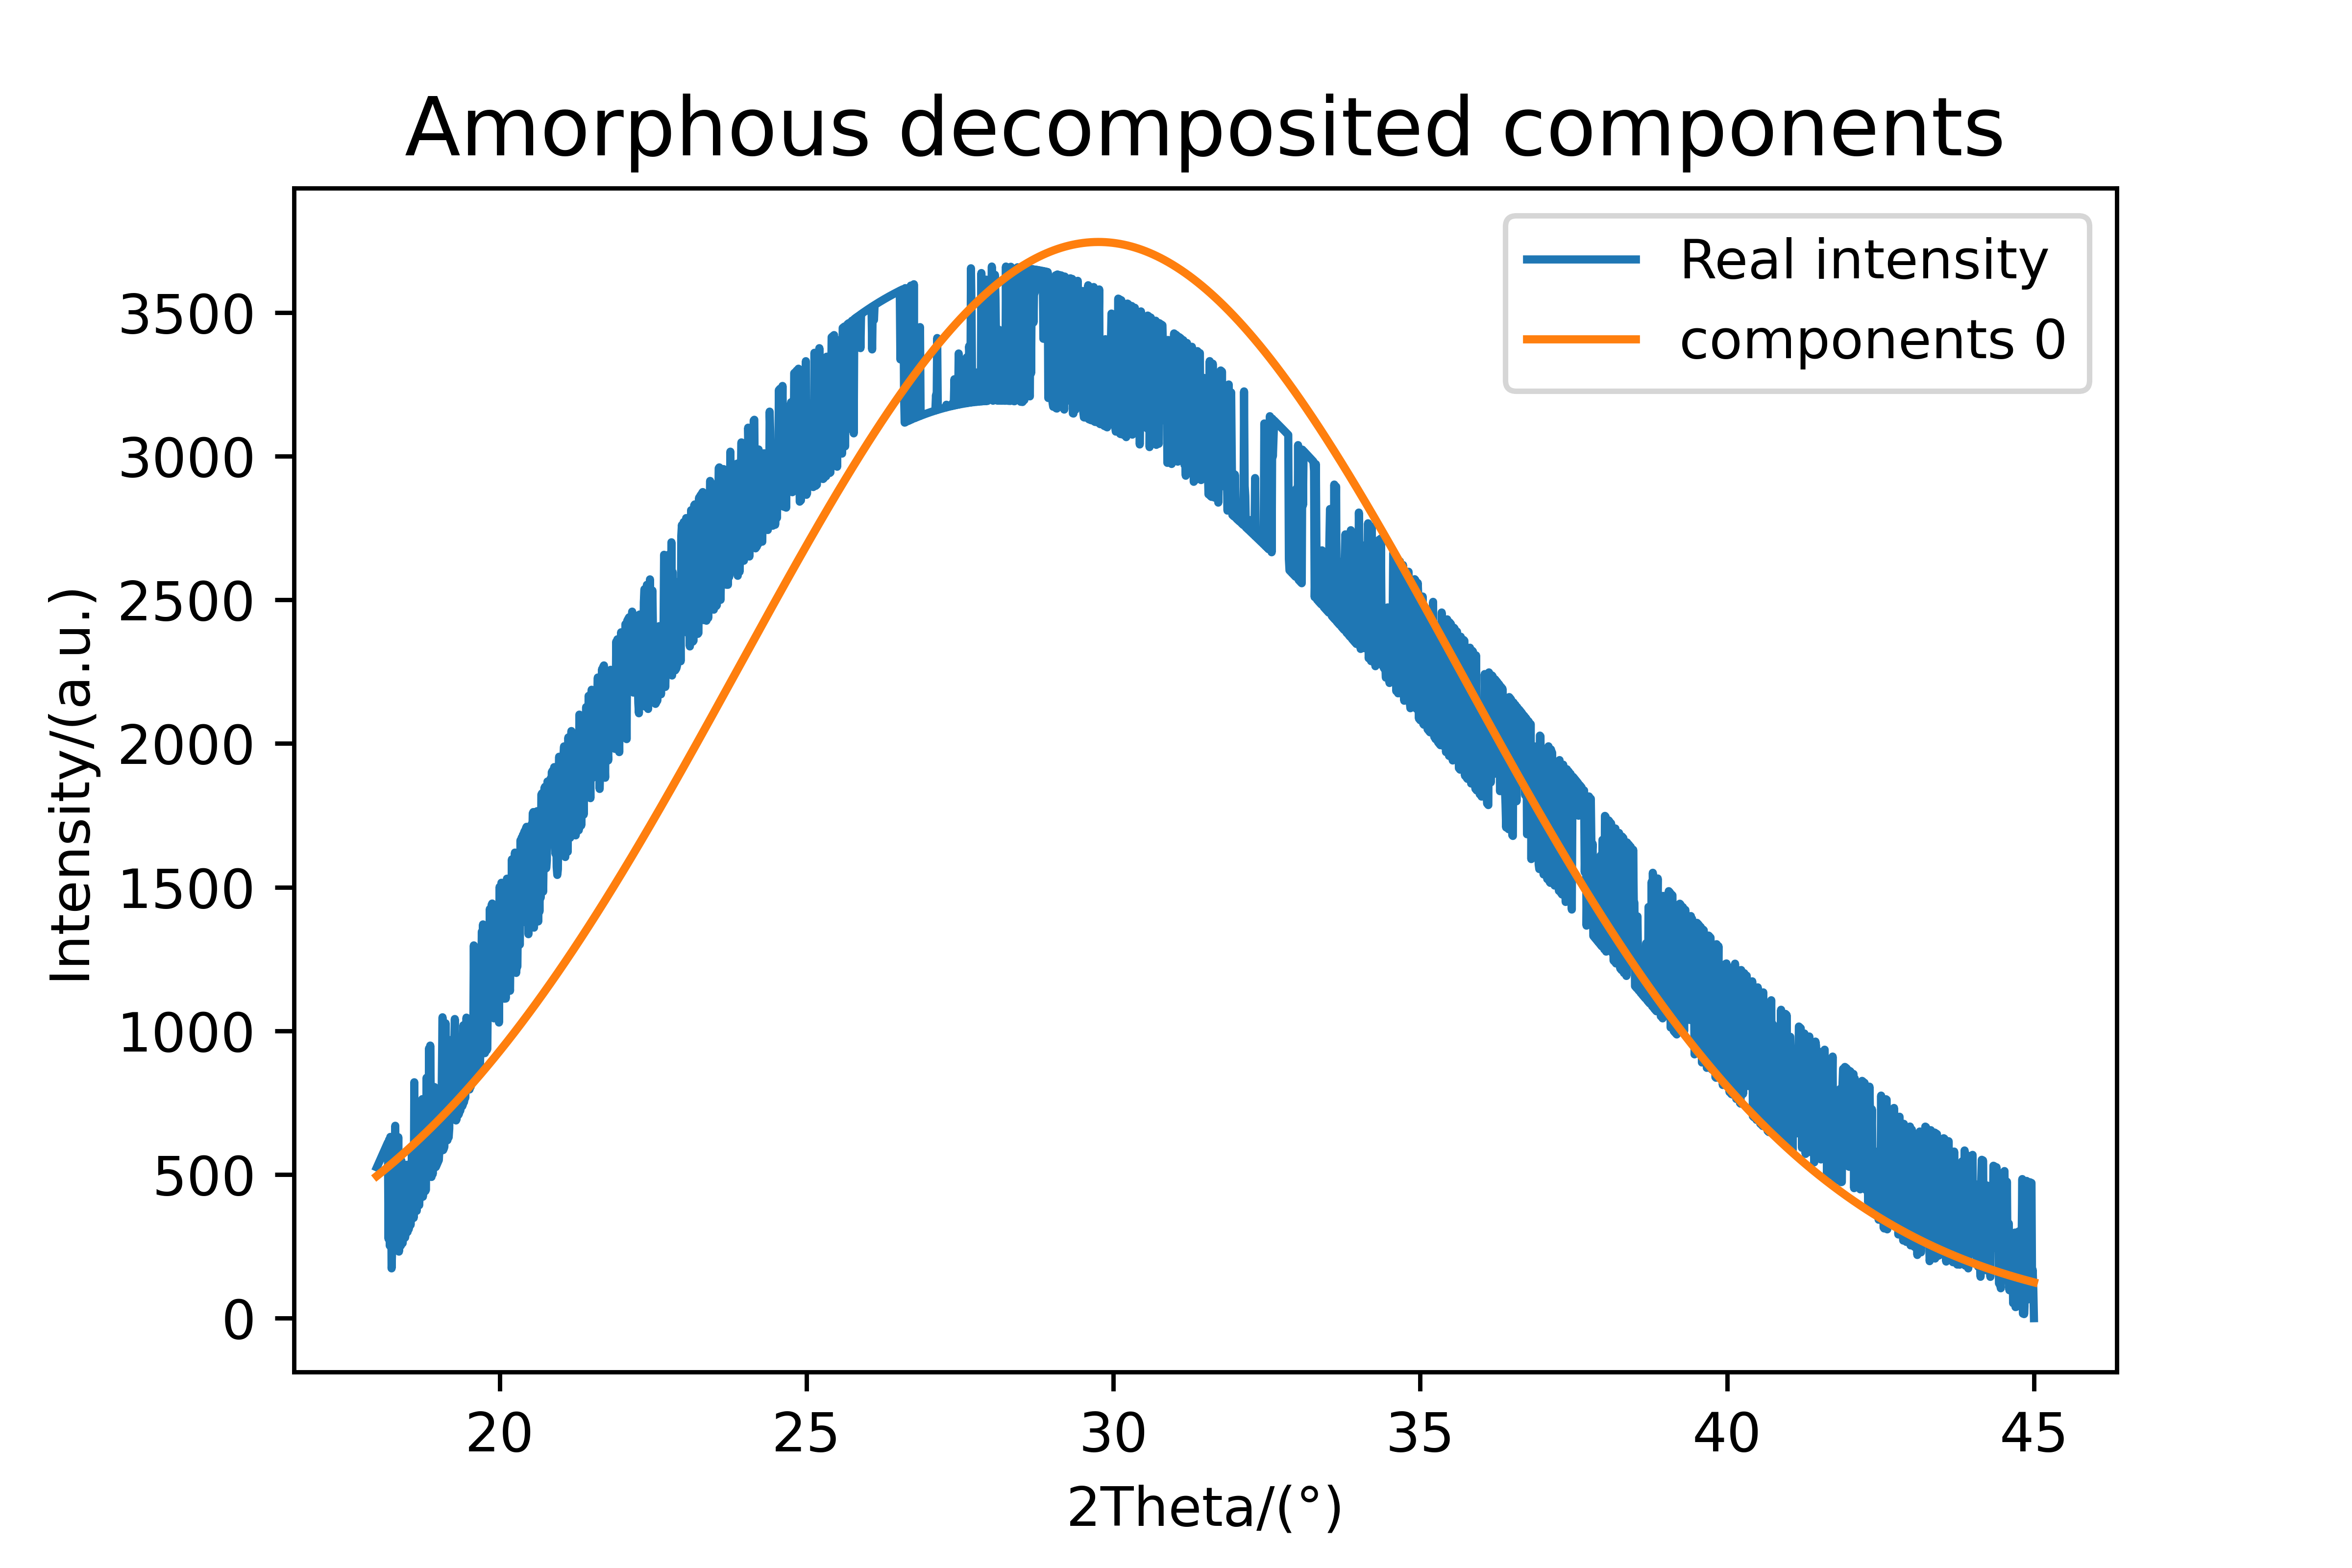 Amorphous decomposited components
Real intensity
components 0
Intensity/(a.u.)
3500
3000
2500
2000
1500
1000
500
0
20 25 30 35 40 45
2Theta/(°)